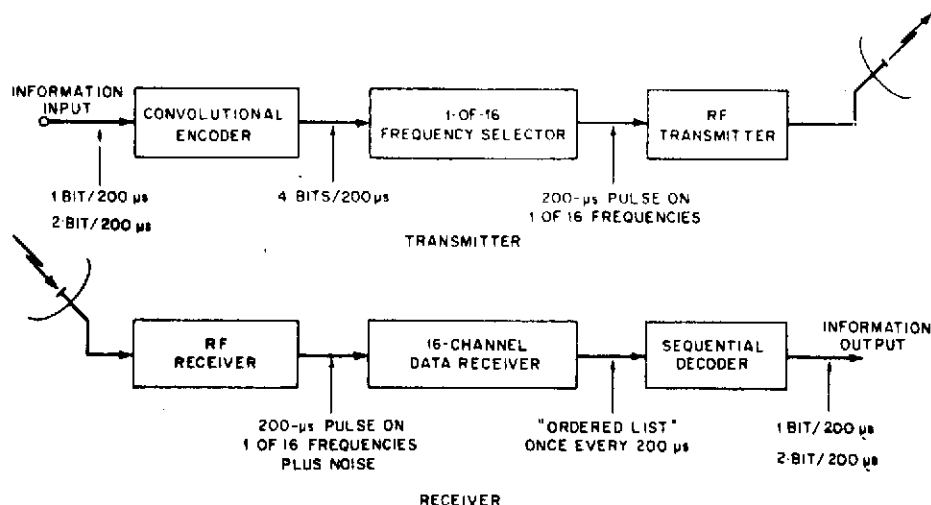 INFORMATION
INPUT
CONVOLUTIONAL
ENCODER
1-OF-16
FREQUENCY SELECTOR
RF
TRANSMITTER
1 BIT/200 µs
2-BIT/200 µs
4 BITS/200µs
200-µs PULSE ON
1 OF 16 FREQUENCIES
TRANSMITTER
RF
RECEIVER
16-CHANNEL
DATA RECEIVER
SEQUENTIAL
DECODER
INFORMATION
OUTPUT
200-µs PULSE ON
1 OF 16 FREQUENCIES
PLUS NOISE
"ORDERED LIST"
ONCE EVERY 200 µs
1 BIT/200 µs
2-BIT/200 µs
RECEIVER